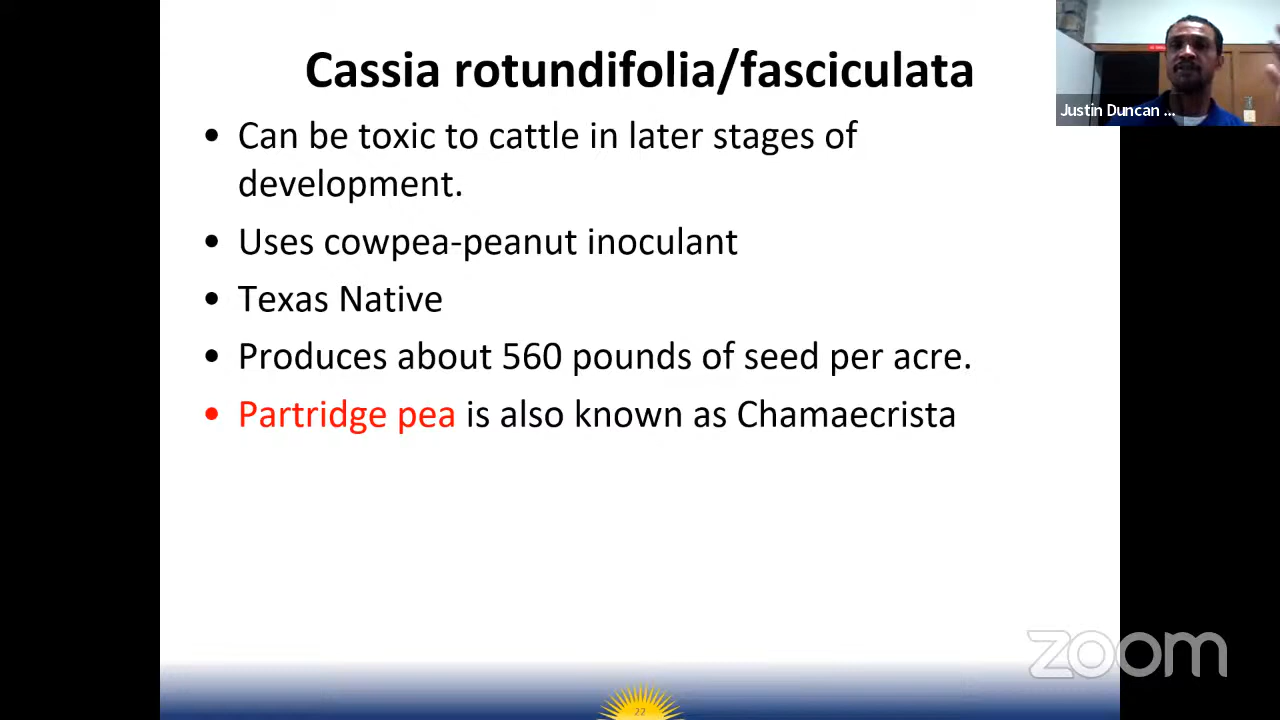 Cassia rotundifolia/fasciculata
• Can be toxic to cattle in later stages of
development.
• Uses cowpea-peanut inoculant
• Texas Native
• Produces about 560 pounds of seed per acre.
• Partridge pea is also known as Chamaecrista
Justin Duncan ...
zoom
22